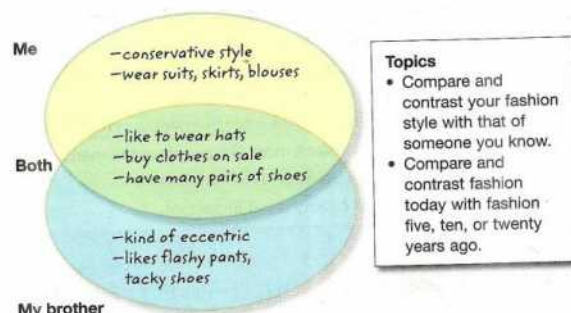 Me
-conservative style
-wear suits, skirts, blouses
-like to wear hats
Both
-buy clothes on sale
-have many pairs of shoes
-kind of eccentric
-likes flashy pants,
tacky shoes
My brother
Topics
• Compare and
contrast your fashion
style with that of
someone you know.
• Compare and
contrast fashion
today with fashion
five, ten, or twenty
years ago.